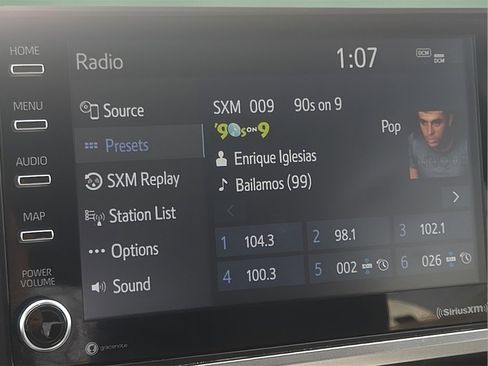 HOME
MENU
AUDIO
MAP
POWER
VOLUME
Radio
1:07
DCM
DCM
Source
Presets
SXM Replay
Station List
Options
Sound
SXM 009 90s on 9
'90s ON 9
Pop
Enrique Iglesias
Bailamos (99)
1 104.3
2 98.1
3 102.1
4 100.3
5 002
6 026
gracenote
SiriusXM